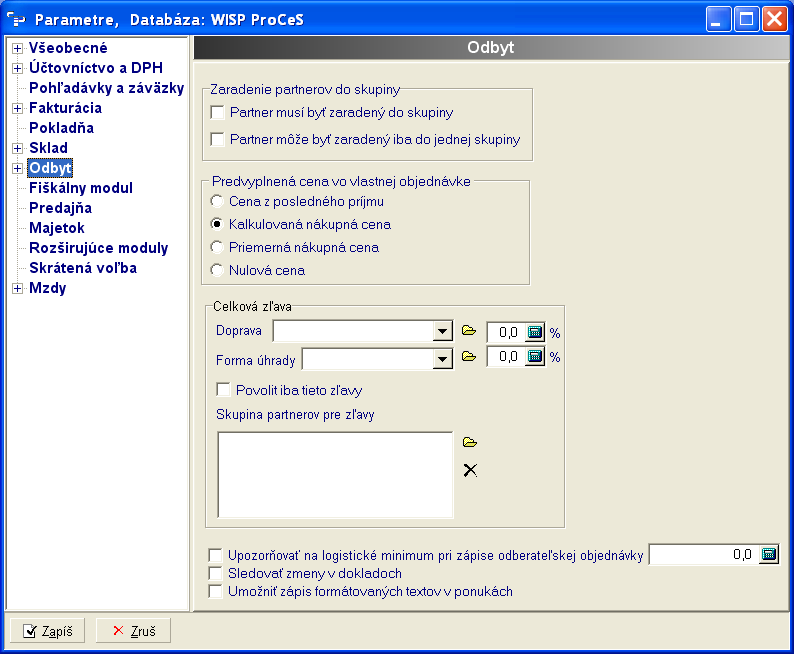 Parametre, Databáza: WISP ProCeS
Všeobecné
Účtovníctvo a DPH
Pohľadávky a záväzky
Fakturácia
Pokladňa
Sklad
Odbyt
Fiškálny modul
Predajňa
Majetok
Rozširujúce moduly
Skrátená voľba
Mzdy
Odbyt
Zaradenie partnerov do skupiny
Partner musí byť zaradený do skupiny
Partner môže byť zaradený iba do jednej skupiny
Predvyplnená cena vo vlastnej objednávke
Cena z posledného príjmu
Kalkulovaná nákupná cena
Priemerná nákupná cena
Nulová cena
Celková zľava
Doprava 0,0 %
Forma úhrady 0,0 %
Povolit iba tieto zľavy
Skupina partnerov pre zľavy
Upozorňovať na logistické minimum pri zápise odberateľskej objednávky 0,0
Sledovať zmeny v dokladoch
Umožniť zápis formátovaných textov v ponukách
Zapíš Zruš